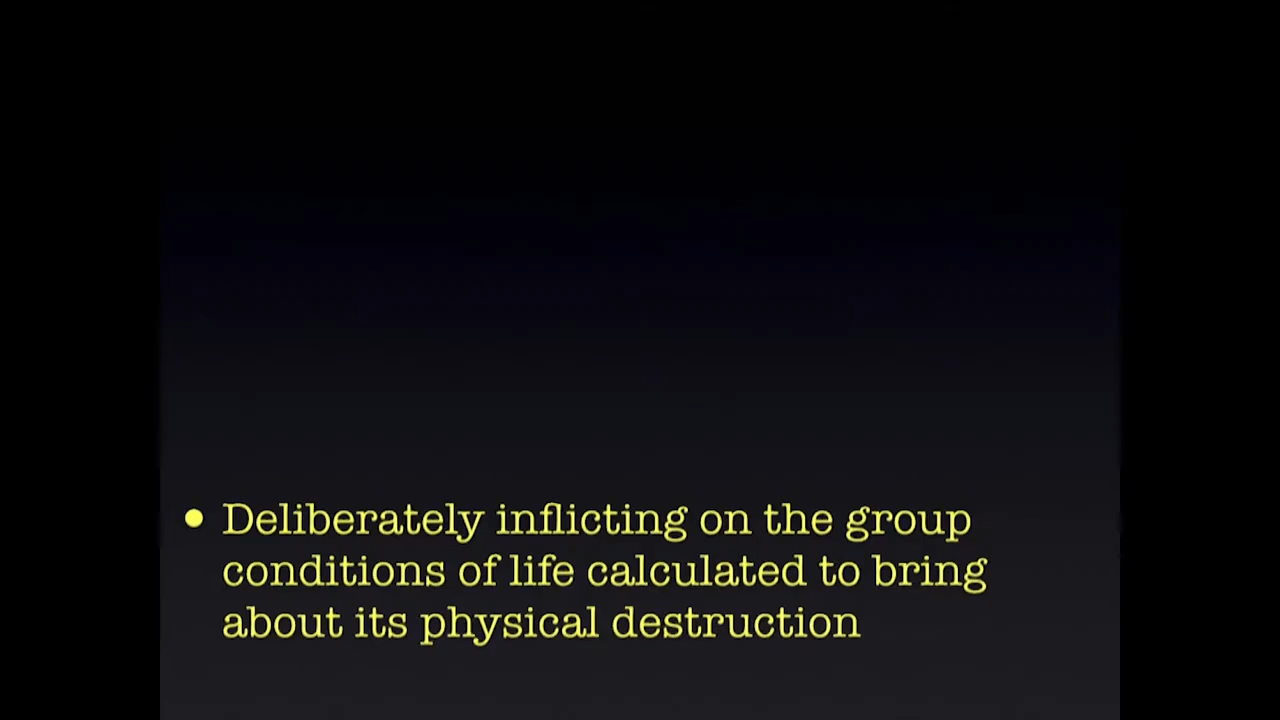 • Deliberately inflicting on the group
conditions of life calculated to bring
about its physical destruction